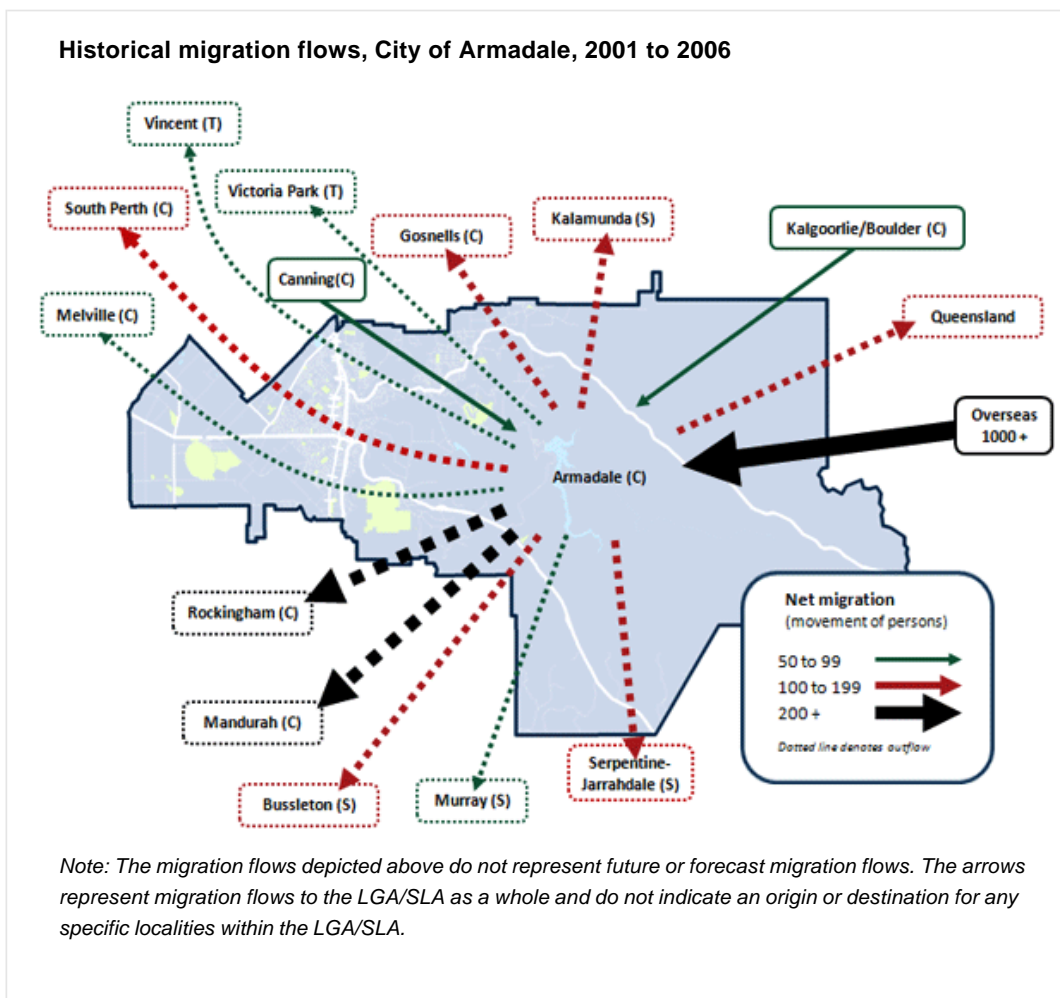 Historical migration flows, City of Armadale, 2001 to 2006
Vincent (T)
Victoria Park (T)
South Perth (C)
Gosnells (C)
Kalamunda (S)
Kalgoorlie/Boulder (C)
Canning(C)
Melville (C)
Queensland
Overseas
1000 +
Armadale (C)
Rockingham (C)
Mandurah (C)
Bussleton (S)
Murray (S)
Serpentine-
Jarrahdale (S)
Net migration
(movement of persons)
50 to 99
100 to 199
200 +
Dotted line denotes outflow
Note: The migration flows depicted above do not represent future or forecast migration flows. The arrows
represent migration flows to the LGA/SLA as a whole and do not indicate an origin or destination for any
specific localities within the LGA/SLA.